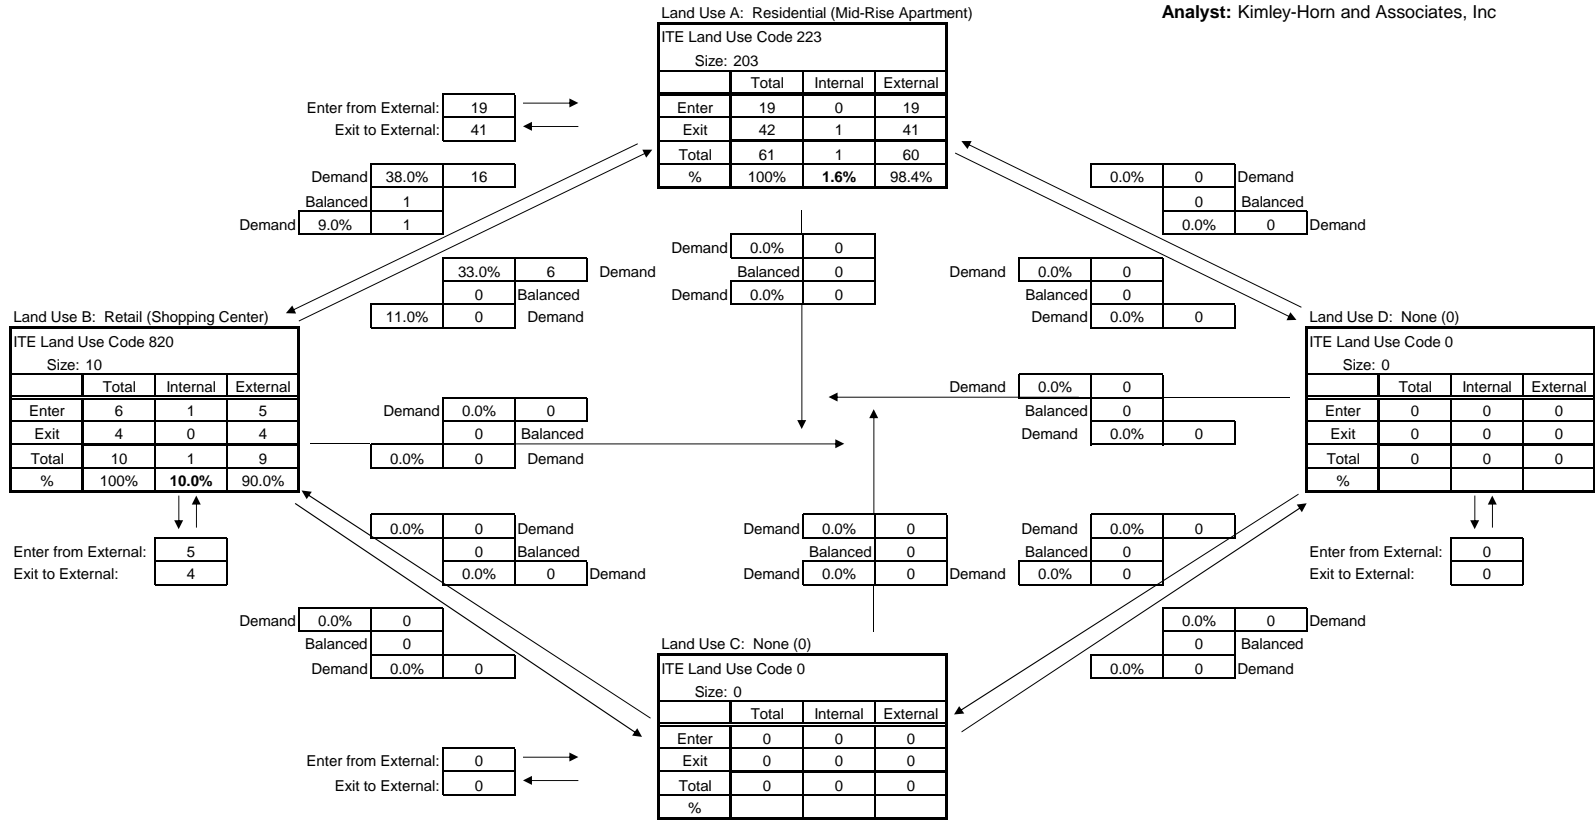 Land Use A: Residential (Mid-Rise Apartment)
Analyst: Kimley-Horn and Associates, Inc
ITE Land Use Code 223
Size: 203
Total Internal External
Enter 19 0 19
Exit 42 1 41
Total 61 1 60
% 100% 1.6% 98.4%
Enter from External: 19
Exit to External: 41
Demand 38.0% 16
Balanced 1
Demand 9.0% 1
0.0% 0 Demand
0 Balanced
0.0% 0 Demand
Demand 0.0% 0
Balanced 0
Demand 0.0% 0
33.0% 6 Demand
0 Balanced
11.0% 0 Demand
Demand 0.0% 0
Balanced 0
Demand 0.0% 0
Land Use B: Retail (Shopping Center)
ITE Land Use Code 820
Size: 10
Total Internal External
Enter 6 1 5
Exit 4 0 4
Total 10 1 9
% 100% 10.0% 90.0%
Land Use D: None (0)
ITE Land Use Code 0
Size: 0
Total Internal External
Enter 0 0 0
Exit 0 0 0
Total 0 0 0
%
Demand 0.0% 0
0 Balanced
0.0% 0 Demand
Demand 0.0% 0
Balanced 0
Demand 0.0% 0
Enter from External: 5
Exit to External: 4
0.0% 0 Demand
0 Balanced
0.0% 0 Demand
Demand 0.0% 0
Balanced 0
Demand 0.0% 0
Demand 0.0% 0
Balanced 0
Demand 0.0% 0
Enter from External: 0
Exit to External: 0
Demand 0.0% 0
Balanced 0
Demand 0.0% 0
0.0% 0 Demand
0 Balanced
0.0% 0 Demand
Land Use C: None (0)
ITE Land Use Code 0
Size: 0
Total Internal External
Enter 0 0 0
Exit 0 0 0
Total 0 0 0
%
Enter from External: 0
Exit to External: 0